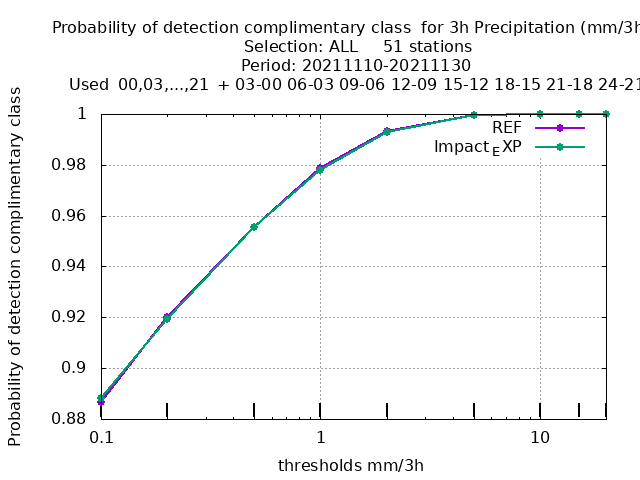 Probability of detection complimentary class  for 3h Precipitation (mm/3h
Selection: ALL     51 stations
Period: 20211110-20211130
Used  00,03,...,21  + 03-00 06-03 09-06 12-09 15-12 18-15 21-18 24-21
Probability of detection complimentary class
1
0.98
0.96
0.94
0.92
0.9
0.88
REF
Impact_EXP
0.1
1
10
thresholds mm/3h